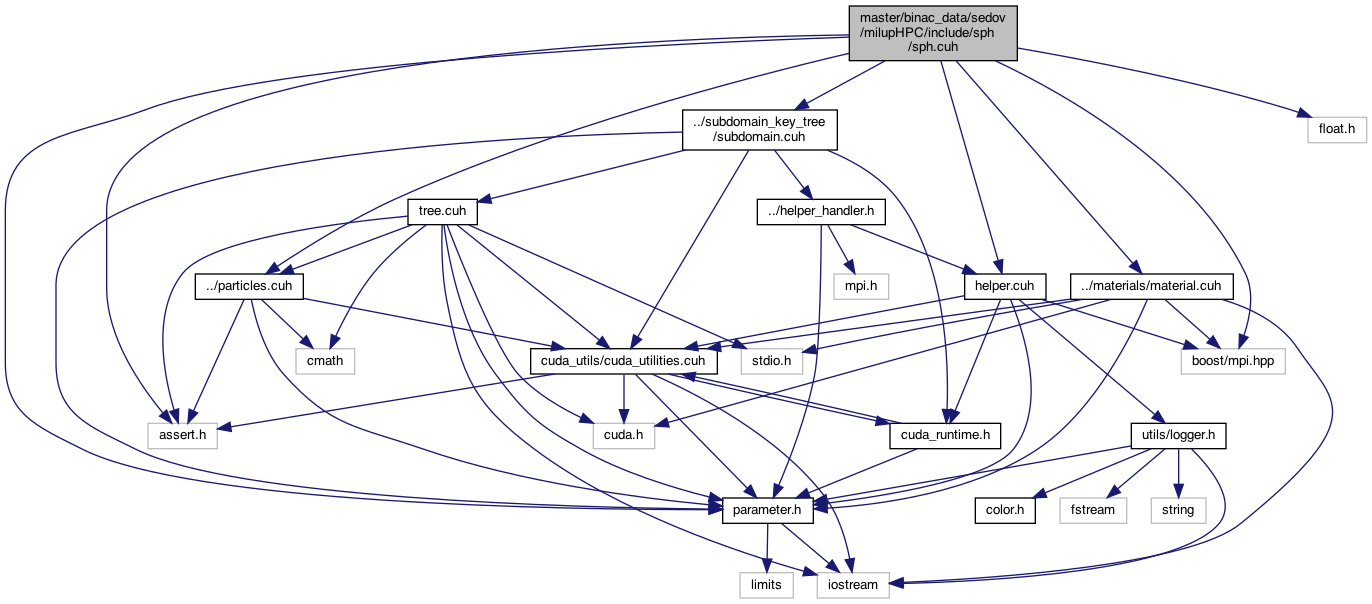 master/binac_data/sedov
/milupHPC/include/sph
/sph.cuh
../subdomain_key_tree
/subdomain.cuh
float.h
tree.cuh
../helper_handler.h
../particles.cuh
mpi.h
helper.cuh
../materials/material.cuh
cmath
cuda_utils/cuda_utilities.cuh
stdio.h
boost/mpi.hpp
assert.h
cuda.h
cuda_runtime.h
utils/logger.h
parameter.h
color.h
fstream
string
limits
iostream